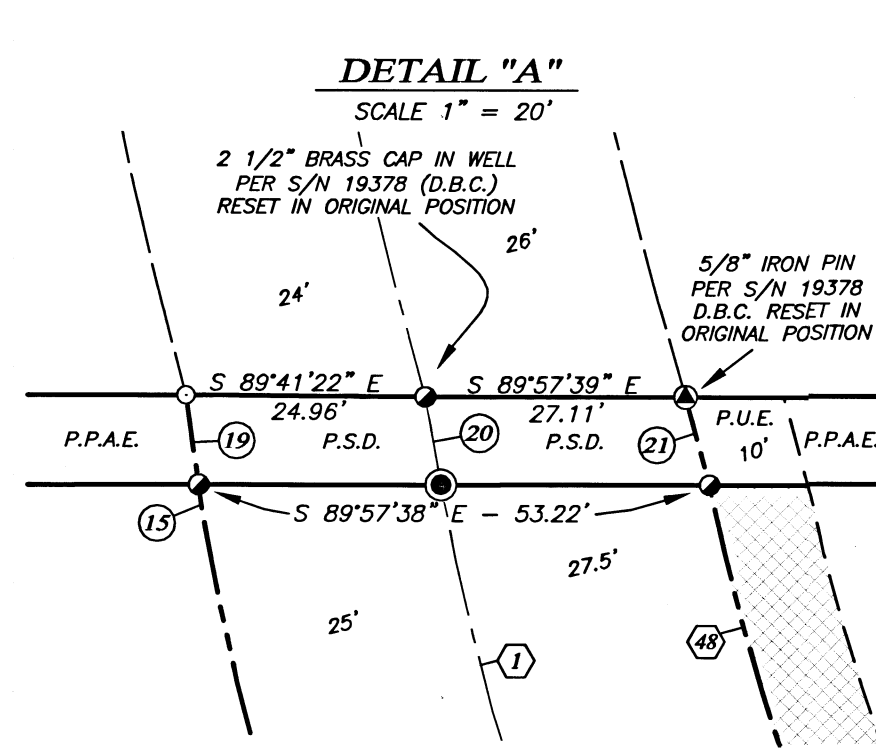 DETAIL "A"
SCALE 1" = 20'
2 1/2" BRASS CAP IN WELL
PER S/N 19378 (D.B.C.)
RESET IN ORIGINAL POSITION
26'
24'
5/8" IRON PIN
PER S/N 19378
D.B.C. RESET IN
ORIGINAL POSITION
S 89°41'22" E
S 89°57'39" E
24.96'
27.11'
P.U.E.
P.P.A.E.
19
P.S.D.
20
P.S.D.
21
10'
P.P.A.E.
15
S 89°57'38" E - 53.22'
27.5'
25'
48
1